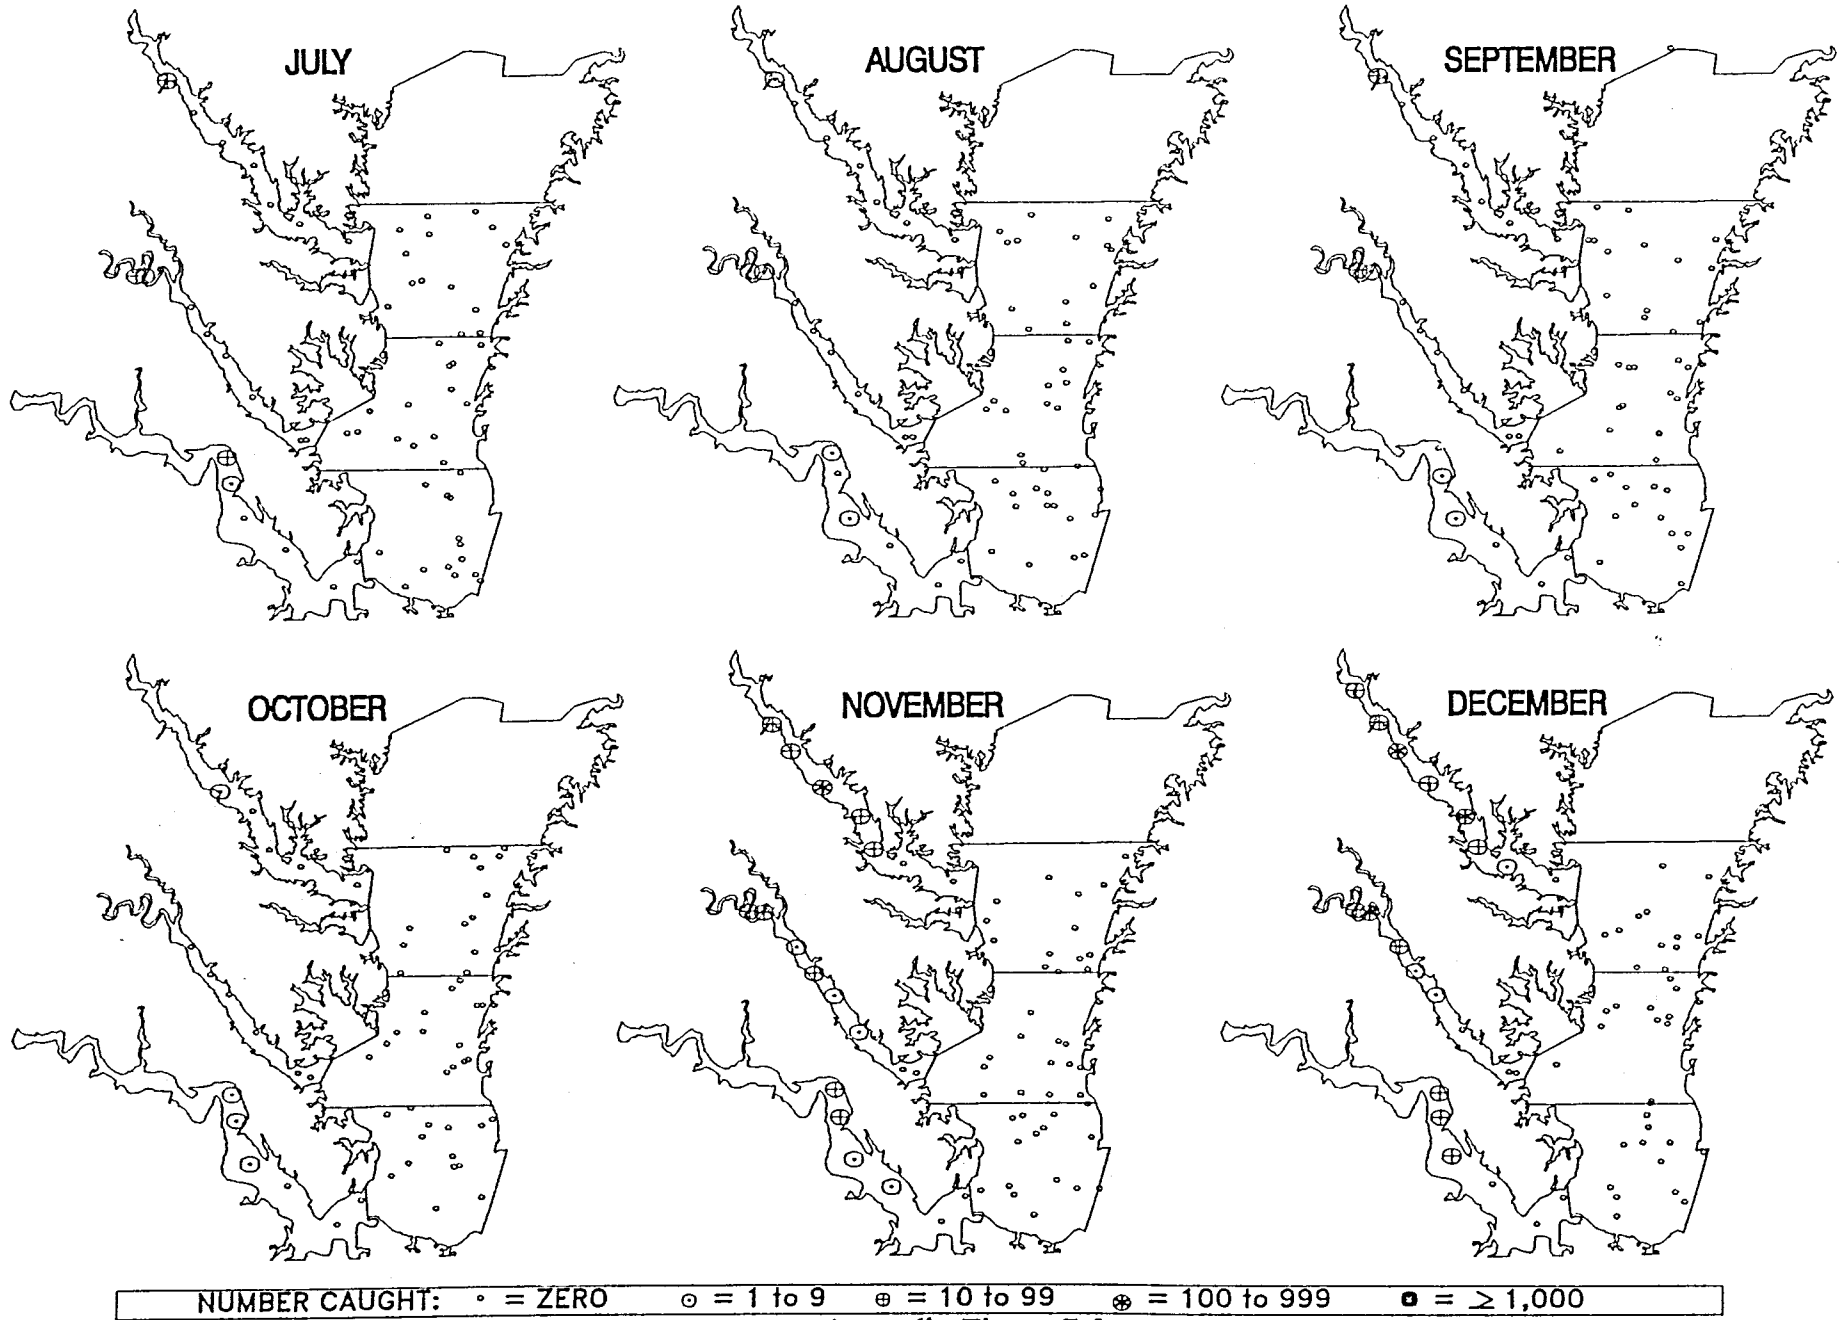 JULY
AUGUST
SEPTEMBER
OCTOBER
NOVEMBER
DECEMBER
NUMBER CAUGHT: = ZERO = 1 to 9 = 10 to 99 = 100 to 999 = ≥ 1,000